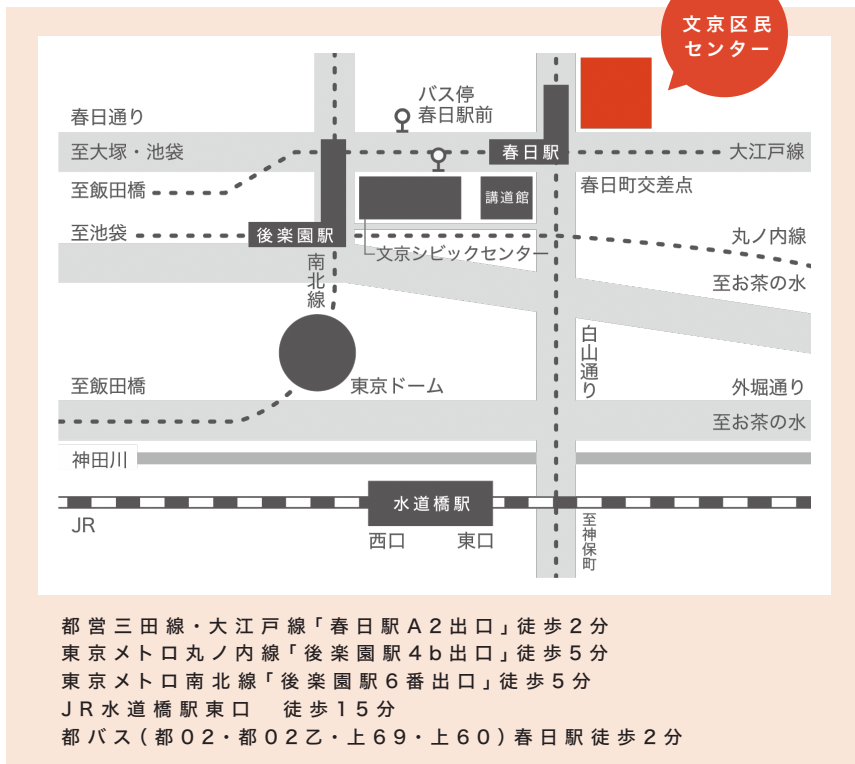 文京区民
センター
バス停
春日駅前
春日通り
至大塚・池袋
春日駅
大江戸線
至飯田橋
講道館
春日町交差点
至池袋
後楽園駅
丸ノ内線
文京シビックセンター
南北線
至お茶の水
白山通り
東京ドーム
至飯田橋
外堀通り
至お茶の水
神田川
水道橋駅
JR
西口
東口
至神保町
都営三田線・大江戸線「春日駅A2出口」徒歩2分
東京メトロ丸ノ内線「後楽園駅4b出口」徒歩5分
東京メトロ南北線「後楽園駅6番出口」徒歩5分
JR水道橋駅東口　徒歩15分
都バス(都02・都02乙・上69・上60)春日駅徒歩2分